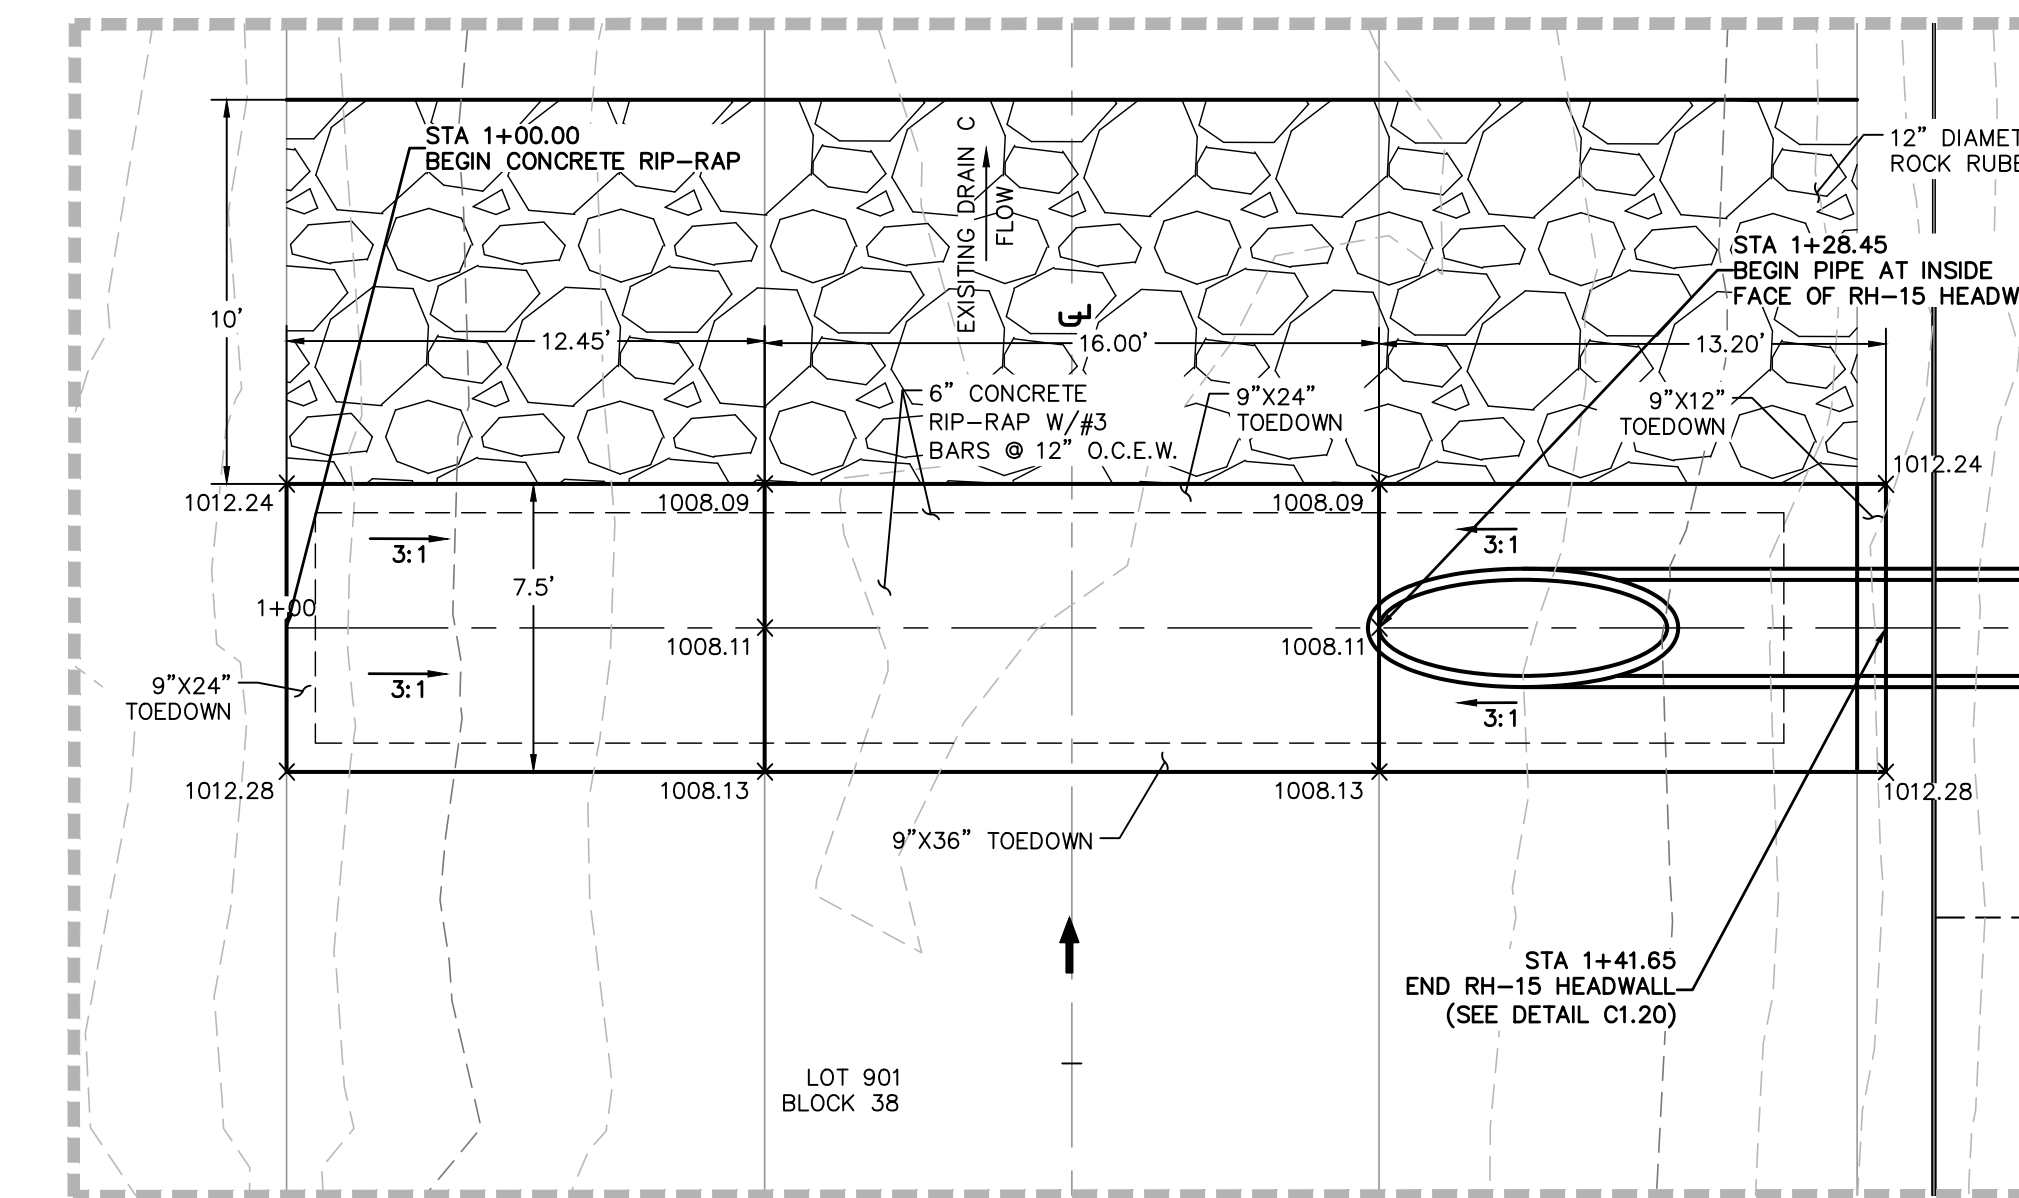 STA 1+00.00
BEGIN CONCRETE RIP-RAP
EXISITING DRAIN C
FLOW
12" DIAMET
ROCK RUBB
STA 1+28.45
BEGIN PIPE AT INSIDE
FACE OF RH-15 HEADW
10'
12.45'
16.00'
13.20'
6" CONCRETE
RIP-RAP W/#3
BARS @ 12" O.C.E.W.
9"X24"
TOEDOWN
9"X12"
TOEDOWN
1012.24
1012.24
1008.09
1008.09
3:1
3:1
7.5'
1+00
1008.11
1008.11
9"X24"
TOEDOWN
3:1
3:1
1012.28
1008.13
1008.13
1012.28
9"X36" TOEDOWN
STA 1+41.65
END RH-15 HEADWALL
(SEE DETAIL C1.20)
LOT 901
BLOCK 38